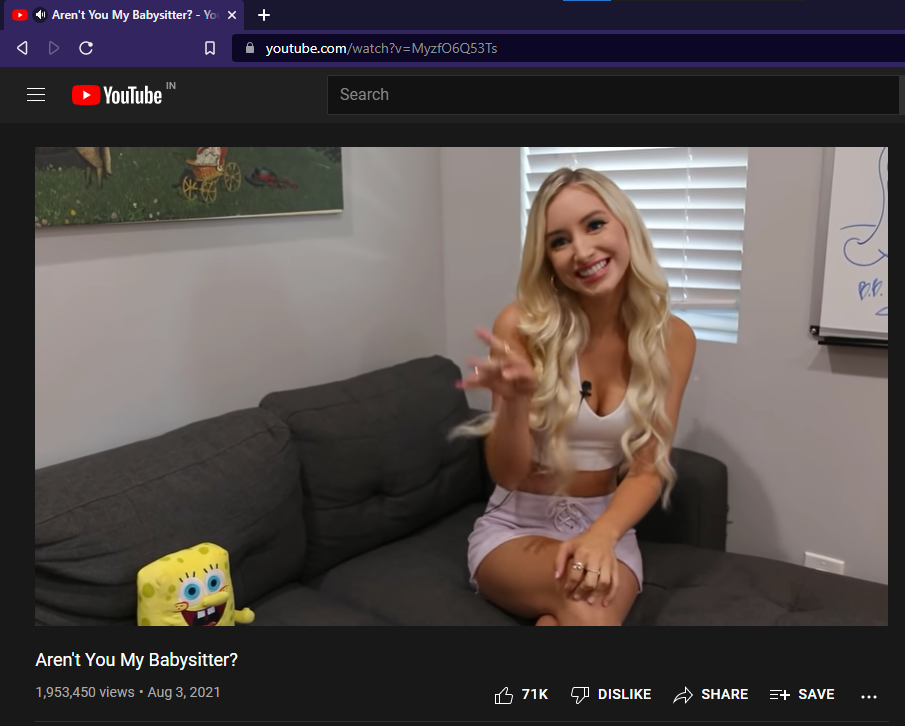 Aren't You My Babysitter? - Yo
youtube.com/watch?v=MyzfO6Q53Ts
YouTube IN
Search
B.B.
Aren't You My Babysitter?
1,953,450 views • Aug 3, 2021
71K DISLIKE SHARE SAVE